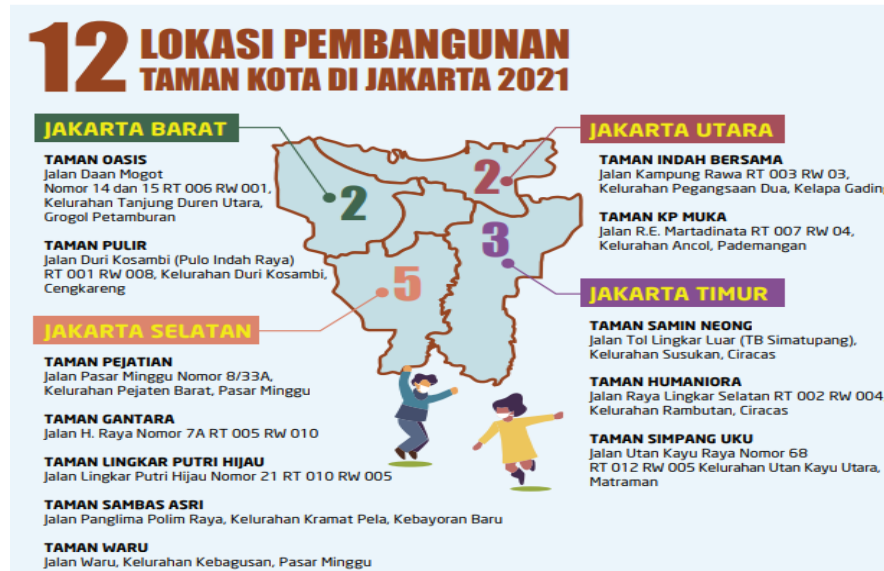 12 LOKASI PEMBANGUNAN
TAMAN KOTA DI JAKARTA 2021
JAKARTA BARAT
TAMAN OASIS
Jalan Daan Mogot
Nomor 14 dan 15 RT 006 RW 001,
Kelurahan Tanjung Duren Utara,
Grogol Petamburan
TAMAN PULIR
Jalan Duri Kosambi (Pulo Indah Raya)
RT 001 RW 008, Kelurahan Duri Kosambi,
Cengkareng
JAKARTA SELATAN
TAMAN PEJATIAN
Jalan Pasar Minggu Nomor 8/33A,
Kelurahan Pejaten Barat, Pasar Minggu
TAMAN GANTARA
Jalan H. Raya Nomor 7A RT 005 RW 010
TAMAN LINGKAR PUTRI HIJAU
Jalan Lingkar Putri Hijau Nomor 21 RT 010 RW 005
TAMAN SAMBAS ASRI
Jalan Panglima Polim Raya, Kelurahan Kramat Pela, Kebayoran Baru
TAMAN WARU
Jalan Waru, Kelurahan Kebagusan, Pasar Minggu
2
2
3
5
JAKARTA UTARA
TAMAN INDAH BERSAMA
Jalan Kampung Rawa RT 003 RW 03,
Kelurahan Pegangsaan Dua, Kelapa Gading
TAMAN KP MUKA
Jalan R.E. Martadinata RT 007 RW 04,
Kelurahan Ancol, Pademangan
JAKARTA TIMUR
TAMAN SAMIN NEONG
Jalan Tol Lingkar Luar (TB Simatupang),
Kelurahan Susukan, Ciracas
TAMAN HUMANIORA
Jalan Raya Lingkar Selatan RT 002 RW 004
Kelurahan Rambutan, Ciracas
TAMAN SIMPANG UKU
Jalan Utan Kayu Raya Nomor 68
RT 012 RW 005 Kelurahan Utan Kayu Utara,
Matraman